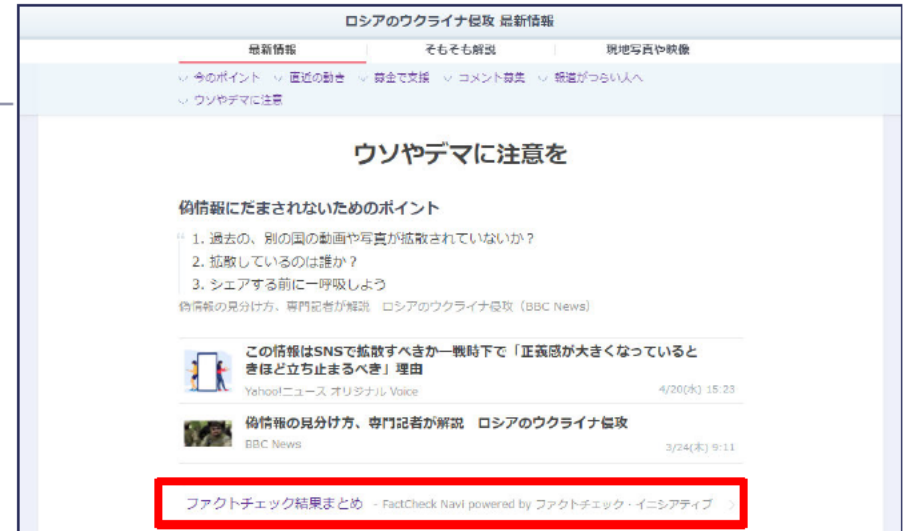 ロシアのウクライナ侵攻 最新情報
最新情報 そもそも解説 現地写真や映像
今のポイント 直近の動き 募金で支援 コメント募集 報道がつらい人へ
ウソやデマに注意
ウソやデマに注意を
偽情報にだまされないためのポイント
“ 1. 過去の、別の国の動画や写真が拡散されていないか？
2. 拡散しているのは誰か？
3. シェアする前に一呼吸しよう
偽情報の見分け方、専門記者が解説 ロシアのウクライナ侵攻（BBC News）
この情報はSNSで拡散すべきか―戦時下で「正義感が大きくなっていると
きほど立ち止まるべき」理由
Yahoo!ニュース オリジナル Voice 4/20(水) 15:23
偽情報の見分け方、専門記者が解説 ロシアのウクライナ侵攻
BBC News 3/24(木) 9:11
ファクトチェック結果まとめ - FactCheck Navi powered by ファクトチェック・イニシアティブ